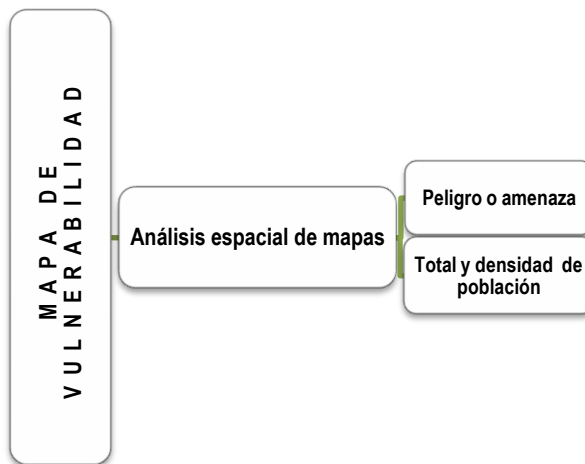 MAPA DE
VULNERABILIDAD
Análisis espacial de mapas
Peligro o amenaza
Total y densidad de
población